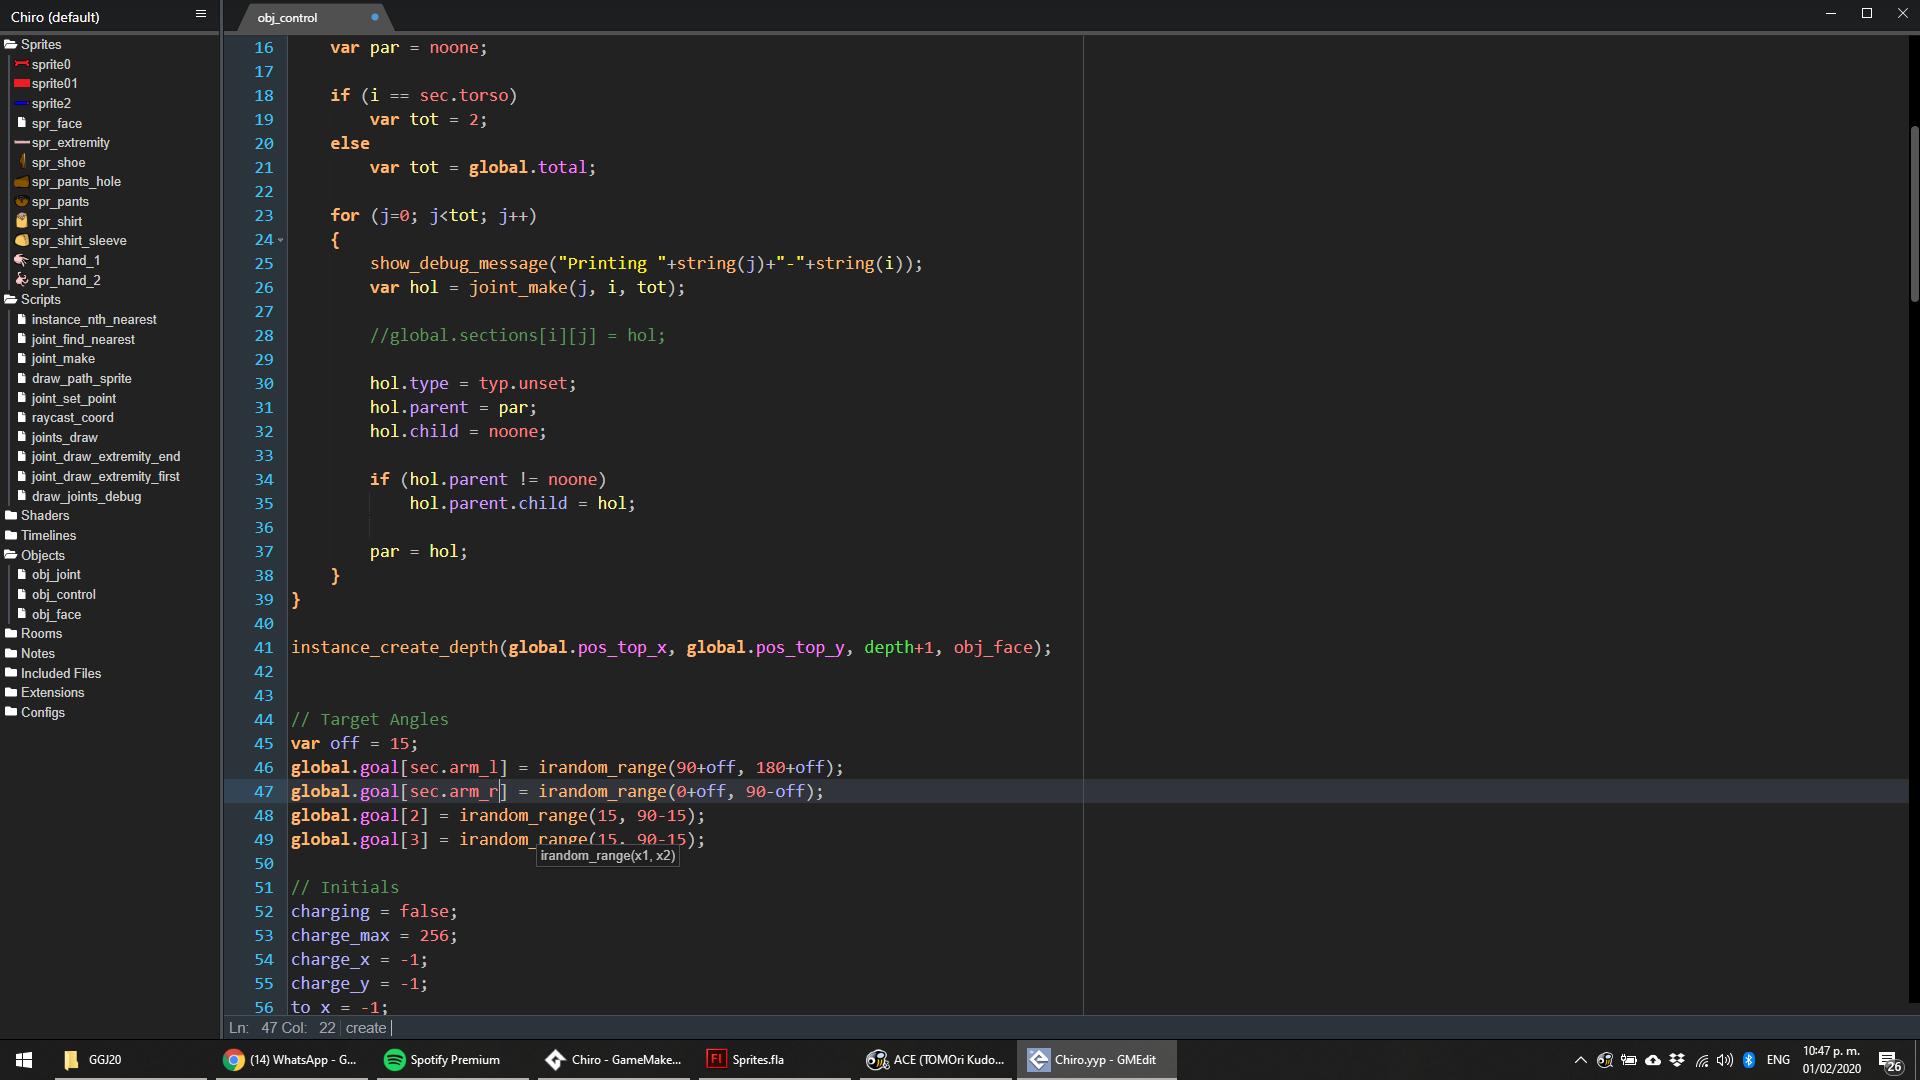 Chiro (default)
obj_control
Sprites
sprite0
sprite01
sprite2
spr_face
spr_extremity
spr_shoe
spr_pants_hole
spr_pants
spr_shirt
spr_shirt_sleeve
spr_hand_1
spr_hand_2
Scripts
instance_nth_nearest
joint_find_nearest
joint_make
draw_path_sprite
joint_set_point
raycast_coord
joints_draw
joint_draw_extremity_end
joint_draw_extremity_first
draw_joints_debug
Shaders
Timelines
Objects
obj_joint
obj_control
obj_face
Rooms
Notes
Included Files
Extensions
Configs
16 var par = noone;
17
18 if (i == sec.torso)
19 var tot = 2;
20 else
21 var tot = global.total;
22
23 for (j=0; j<tot; j++)
24 {
25 show_debug_message("Printing "+string(j)+"-"+string(i));
26 var hol = joint_make(j, i, tot);
27
28 //global.sections[i][j] = hol;
29
30 hol.type = typ.unset;
31 hol.parent = par;
32 hol.child = noone;
33
34 if (hol.parent != noone)
35 hol.parent.child = hol;
36
37 par = hol;
38 }
39 }
40
41 instance_create_depth(global.pos_top_x, global.pos_top_y, depth+1, obj_face);
42
43
44 // Target Angles
45 var off = 15;
46 global.goal[sec.arm_l] = irandom_range(90+off, 180+off);
47 global.goal[sec.arm_r] = irandom_range(0+off, 90-off);
48 global.goal[2] = irandom_range(15, 90-15);
49 global.goal[3] = irandom_range(15, 90-15);
irandom_range(x1, x2)
50
51 // Initials
52 charging = false;
53 charge_max = 256;
54 charge_x = -1;
55 charge_y = -1;
56 to_x = -1;
Ln: 47 Col: 22 create
GGJ20
(14) WhatsApp - G...
Spotify Premium
Chiro - GameMake...
Fl
Sprites.fla
ACE (TOMOri Kudo...
Chiro.yyp - GMEdit
ENG
10:47 p. m.
01/02/2020
26